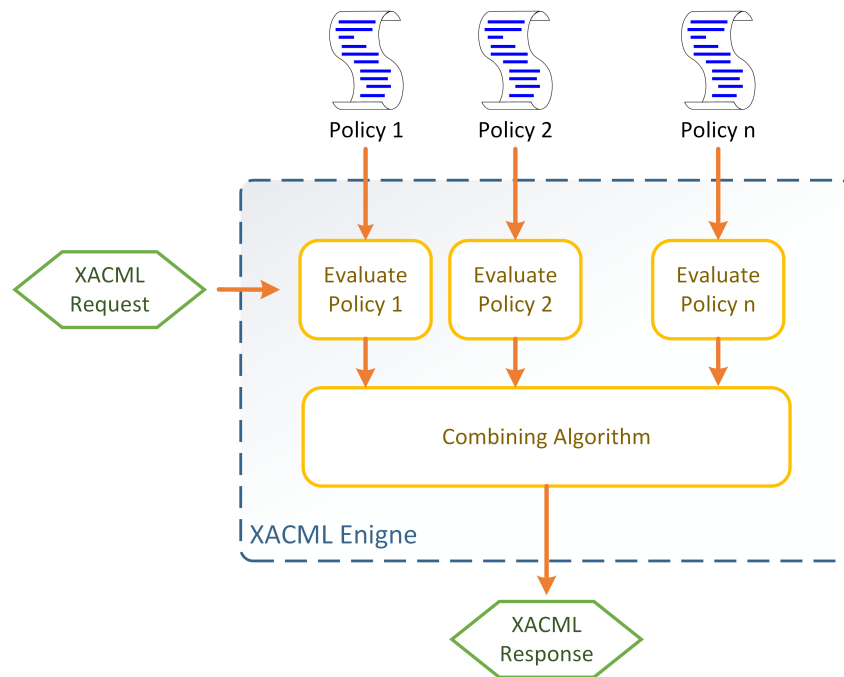 Policy 1
Policy 2
Policy n
XACML
Request
Evaluate
Policy 1
Evaluate
Policy 2
Evaluate
Policy n
Combining Algorithm
XACML Enigne
XACML
Response